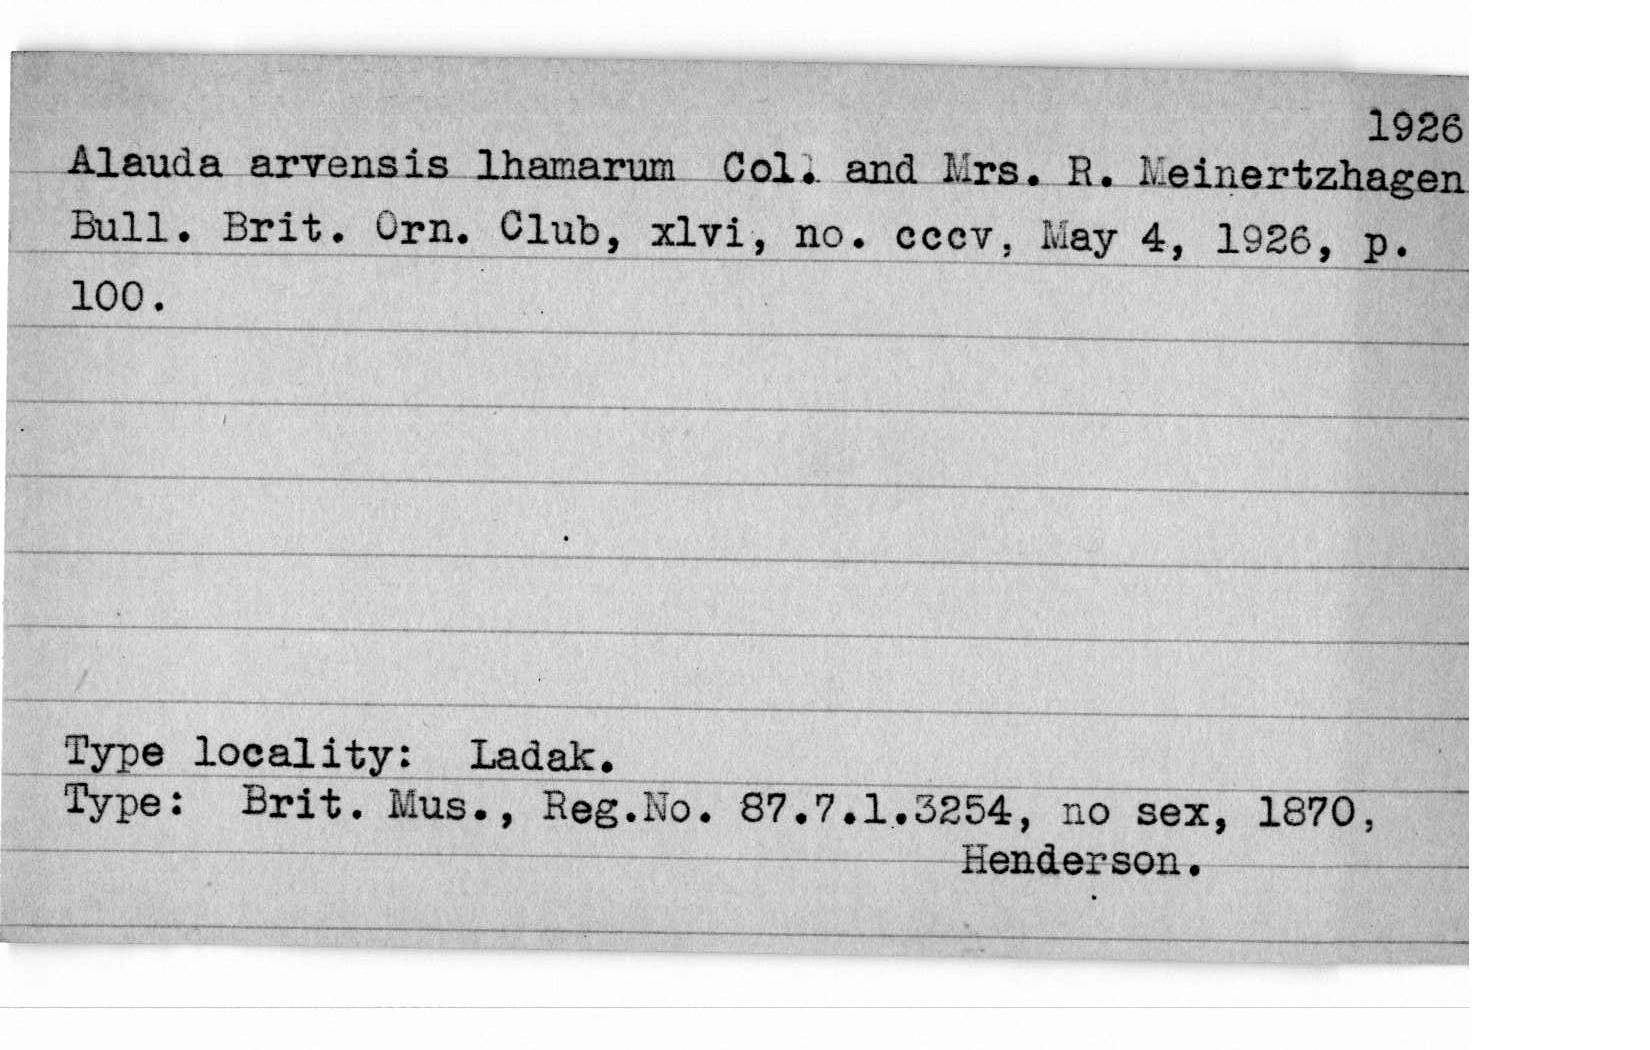 1926
Alauda arvensis lhamarum Col. and Mrs. R. Meinertzhagen
Bull. Brit. Orn. Club, xlvi, no. cccv, May 4, 1926, p.
100.
Type locality: Ladak.
Type: Brit. Mus., Reg.No. 87.7.1.3254, no sex, 1870,
Henderson.